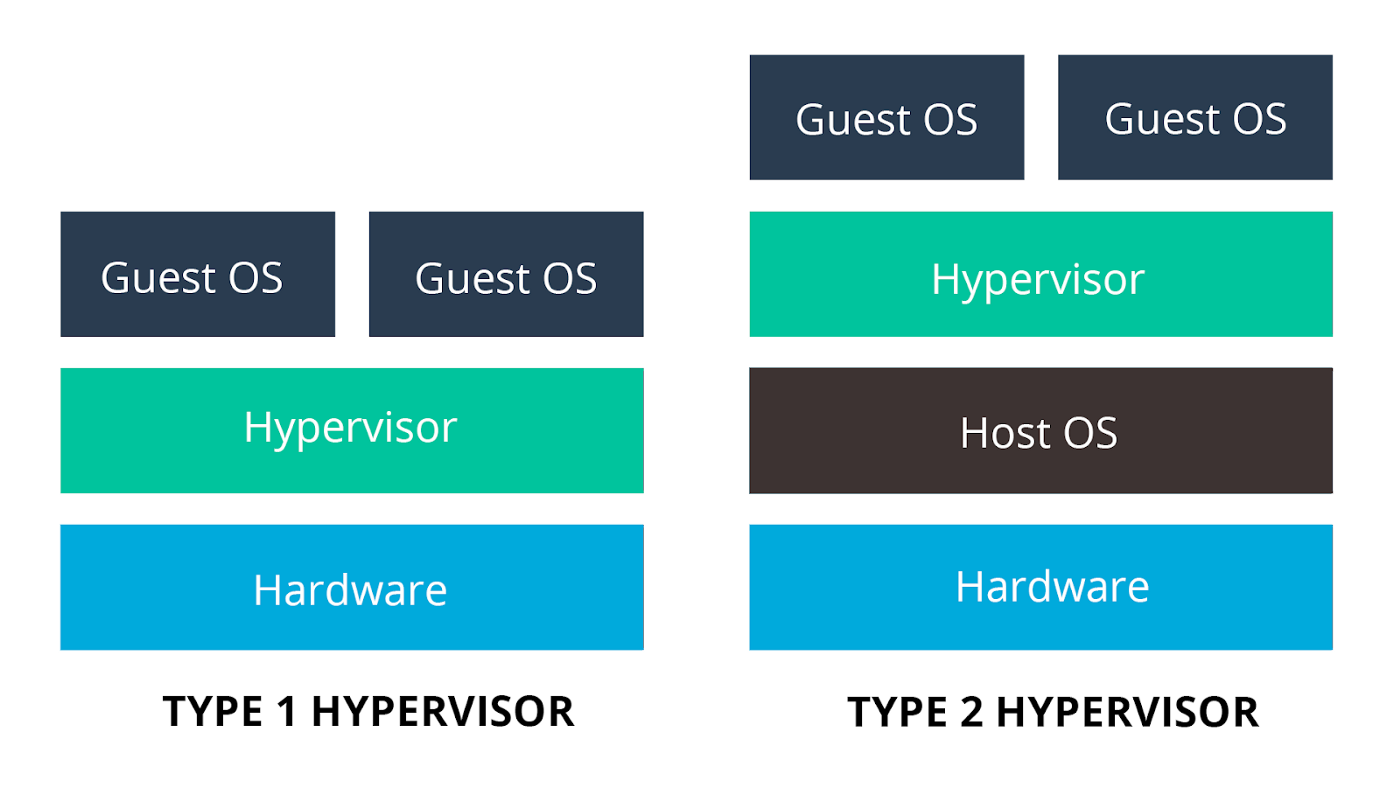 Guest OS
Guest OS
Hypervisor
Hardware
TYPE 1 HYPERVISOR
Guest OS
Guest OS
Hypervisor
Host OS
Hardware
TYPE 2 HYPERVISOR